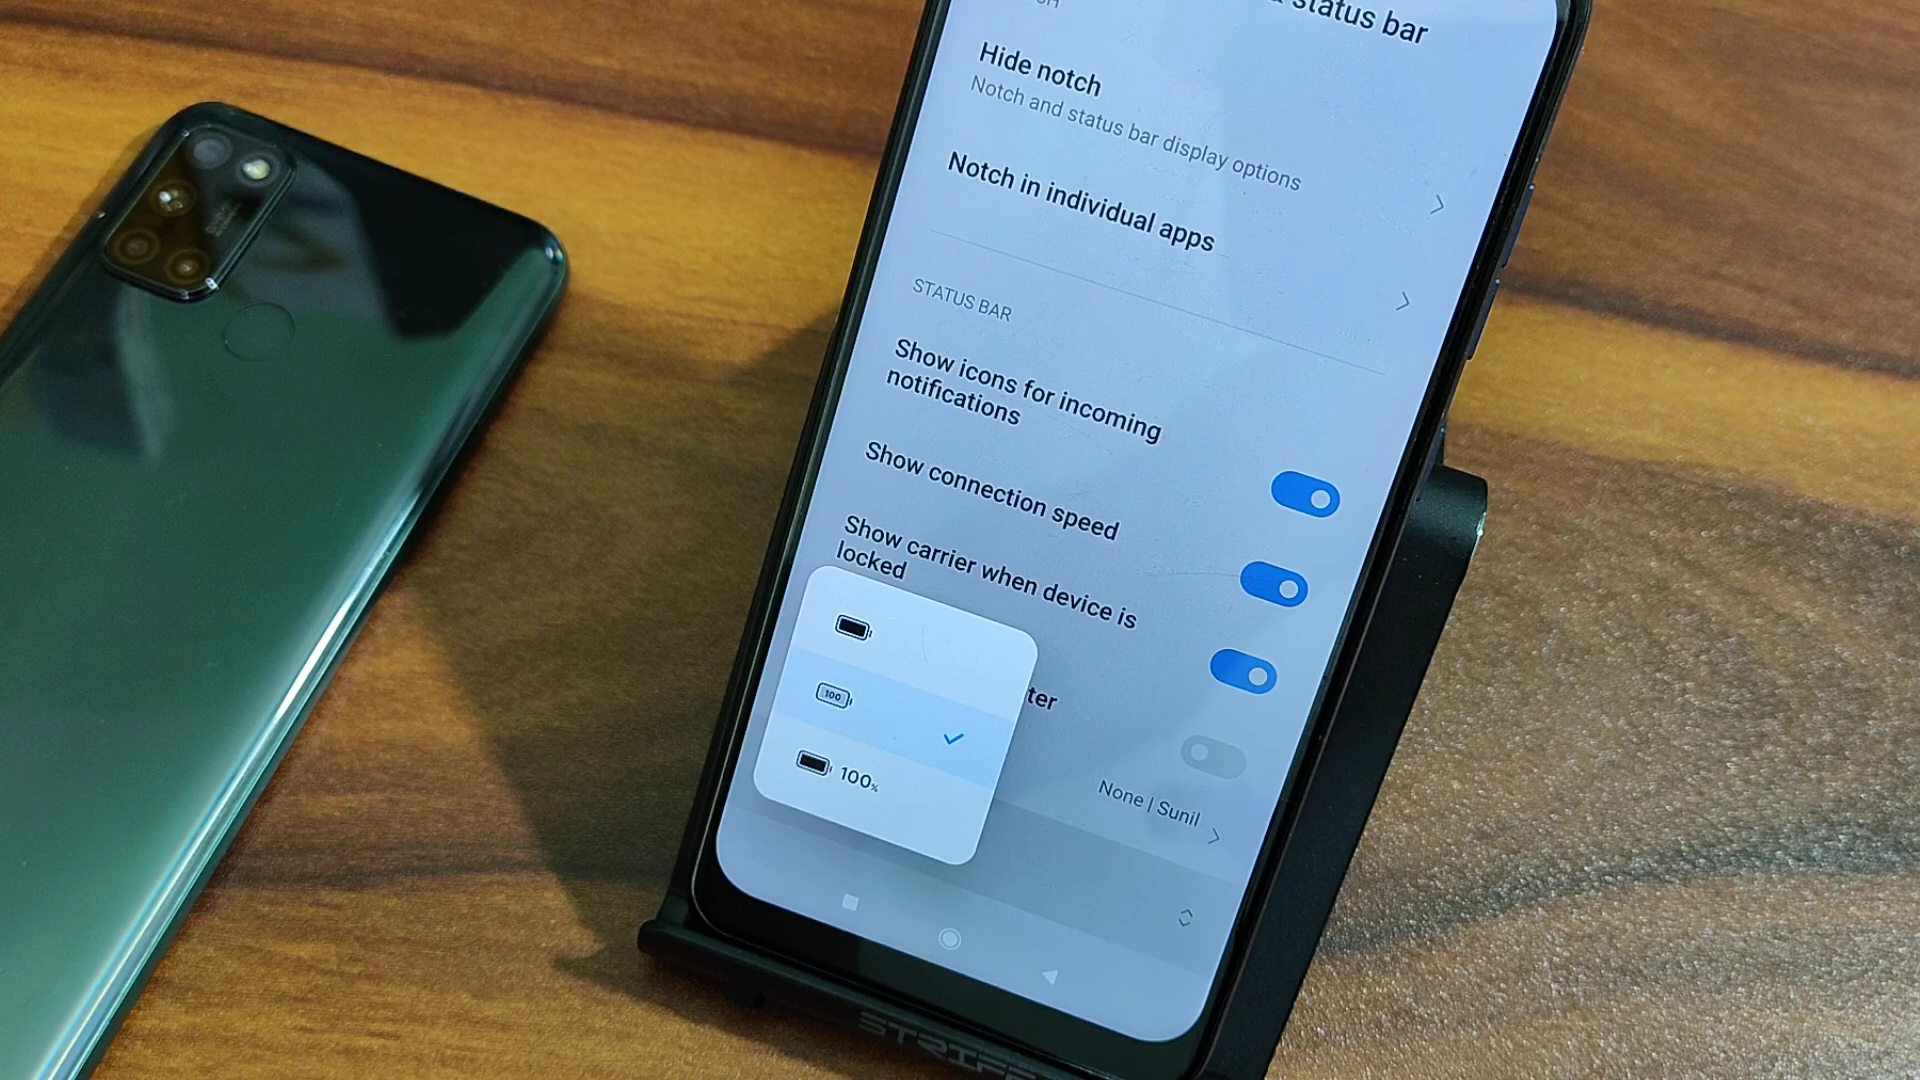 status bar
Hide notch
Notch and status bar display options
Notch in individual apps
STATUS BAR
Show icons for incoming
notifications
Show connection speed
Show carrier when device is
locked
100
ter
100%
None | Sunil
STRIFF